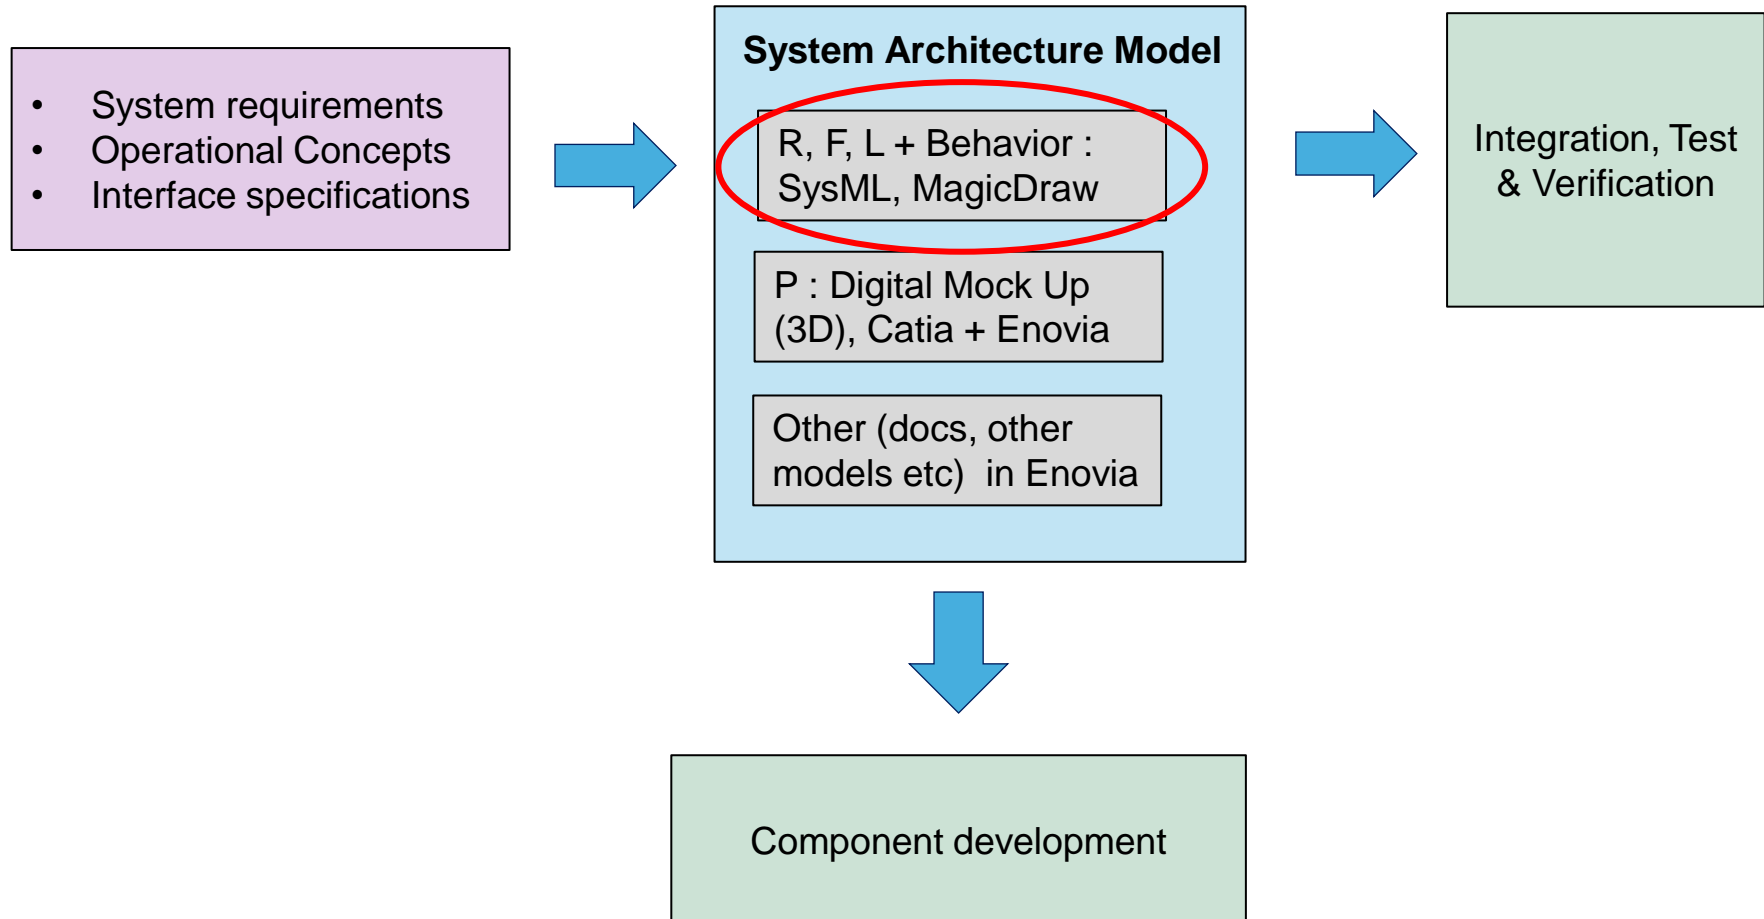 • System requirements
• Operational Concepts
• Interface specifications
System Architecture Model
R, F, L + Behavior :
SysML, MagicDraw
P : Digital Mock Up
(3D), Catia + Enovia
Other (docs, other
models etc)  in Enovia
Integration, Test
& Verification
Component development